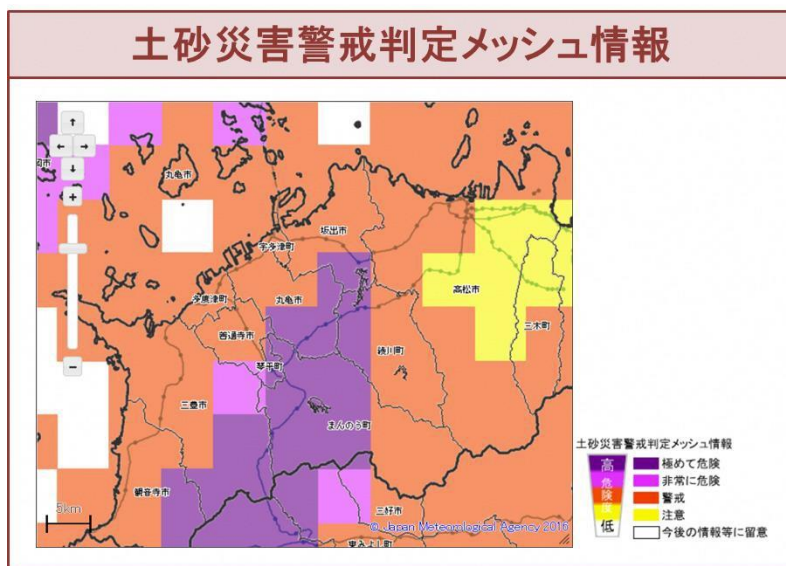 土砂災害警戒判定メッシュ情報
丸亀市
坂出市
宇多津町
多度津町
丸亀市
高松市
善通寺市
三木町
琴平町
綾川町
三豊市
まんのう町
観音寺市
三好市
東みよし町
5km
© Japan Meteorological Agency 2016
土砂災害警戒判定メッシュ情報
高
危
険
度
低
極めて危険
非常に危険
警戒
注意
今後の情報等に留意